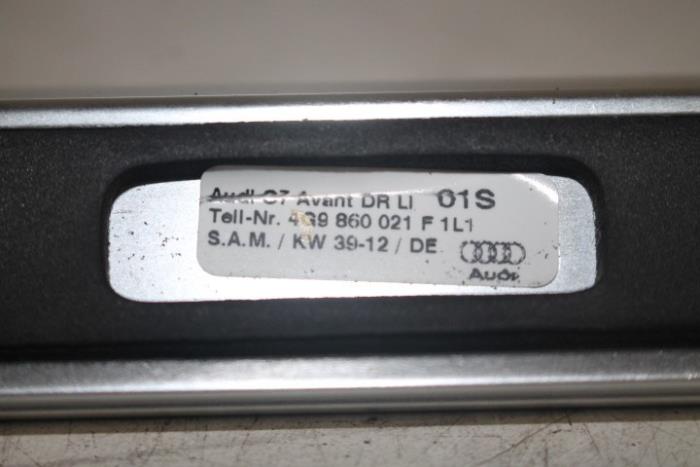 Audi C7 Avant DR LI 01S
Teil-Nr. 4G9 860 021 F 1L1
S.A.M. / KW 39-12 / DE
Audi